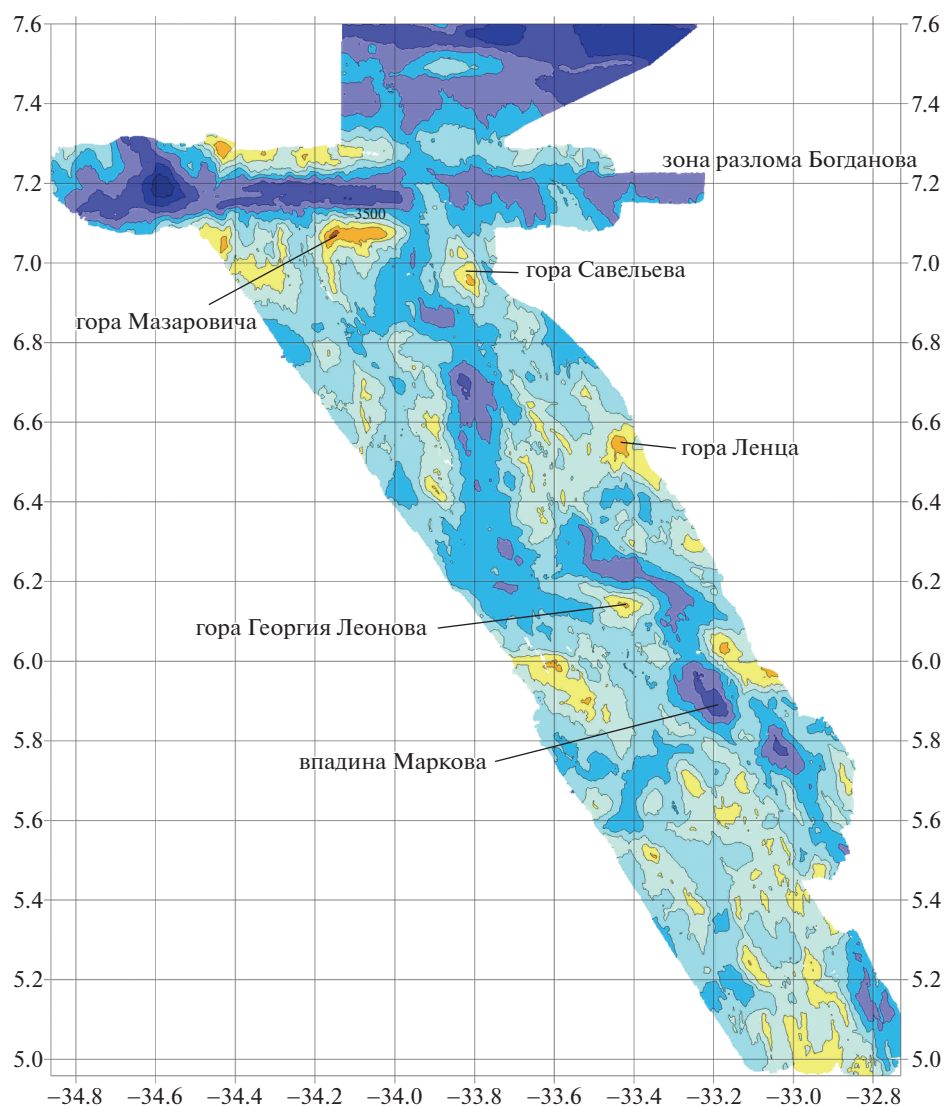 7.6 7.6
7.4 7.4
зона разлома Богданова
7.2 7.2
3500
7.0 7.0
гора Савельева
гора Мазаровича
6.8 6.8
6.6 6.6
гора Ленца
6.4 6.4
6.2 6.2
гора Георгия Леонова
6.0 6.0
5.8 5.8
впадина Маркова
5.6 5.6
5.4 5.4
5.2 5.2
5.0 5.0
−34.8 −34.6 −34.4 −34.2 −34.0 −33.8 −33.6 −33.4 −33.2 −33.0 −32.8